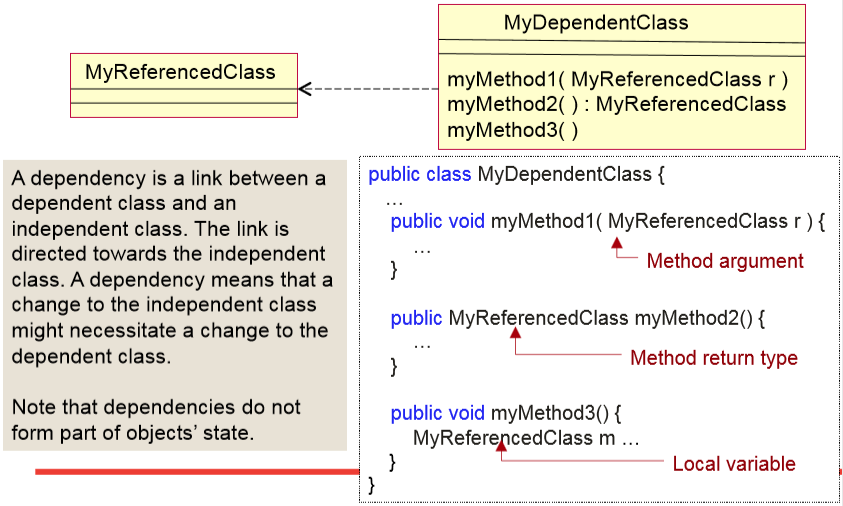 MyReferencedClass
MyDependentClass
myMethod1( MyReferencedClass r )
myMethod2( ) : MyReferencedClass
myMethod3( )
A dependency is a link between a
dependent class and an
independent class. The link is
directed towards the independent
class. A dependency means that a
change to the independent class
might necessitate a change to the
dependent class.
Note that dependencies do not
form part of objects’ state.
public class MyDependentClass {
…
public void myMethod1( MyReferencedClass r ) {
…
Method argument
}
public MyReferencedClass myMethod2() {
…
Method return type
}
public void myMethod3() {
MyReferencedClass m …
Local variable
}
}